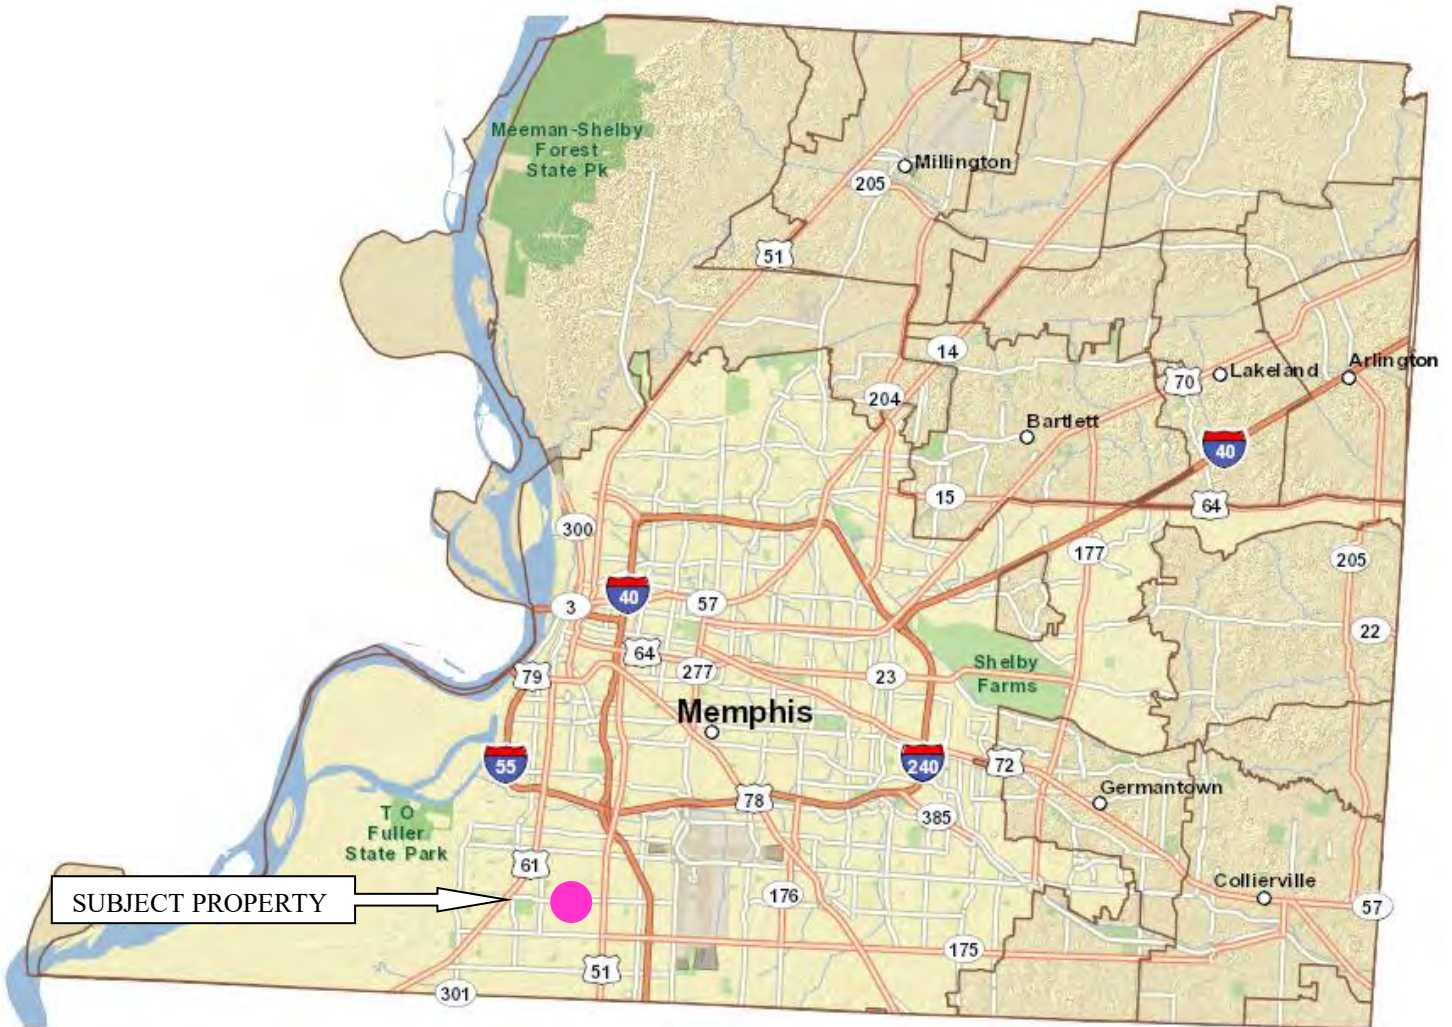 Meeman-Shelby
Forest
State Pk
Millington
205
51
14
204
70
Lakeland
Arlington
Bartlett
40
15
64
300
177
205
40
3
57
22
64
79
277
23
Shelby
Farms
Memphis
55
240
72
78
Germantown
385
T O
Fuller
State Park
61
176
Collierville
SUBJECT PROPERTY
57
175
51
301